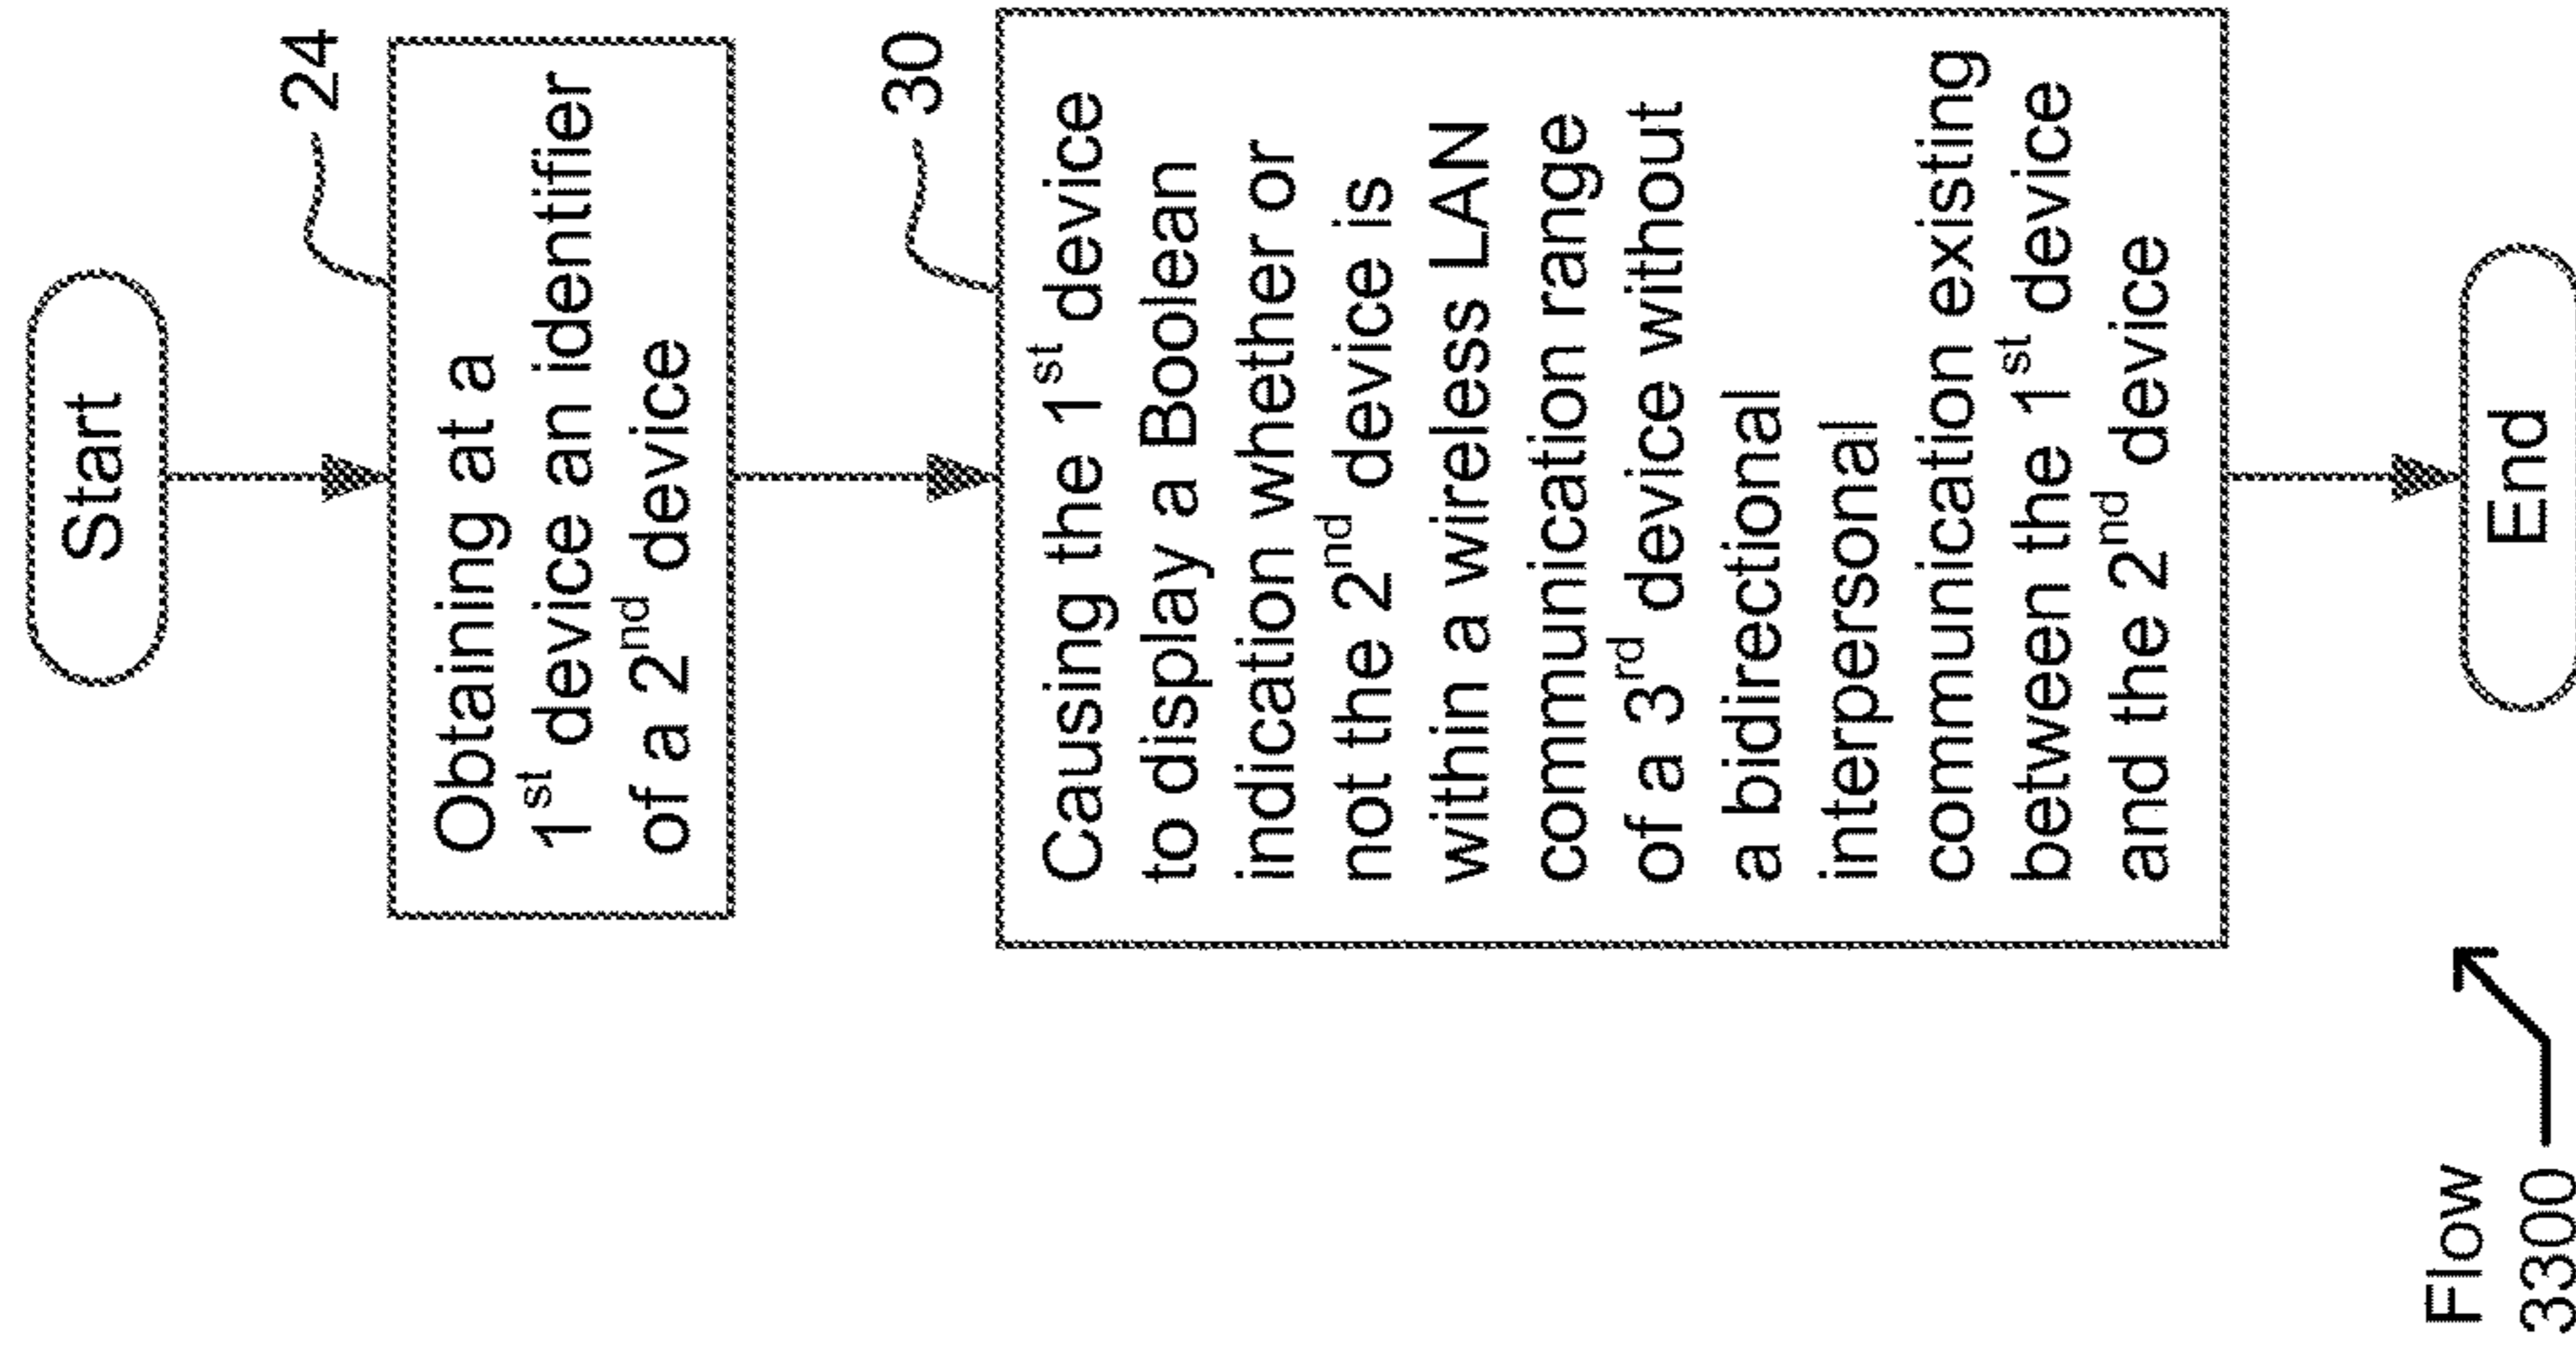 Start
24
Obtaining at a
1st device an identifier
of a 2nd device
30
Causing the 1st device
to display a Boolean
indication whether or
not the 2nd device is
within a wireless LAN
communication range
of a 3rd device without
a bidirectional
interpersonal
communication existing
between the 1st device
and the 2nd device
End
Flow
3300